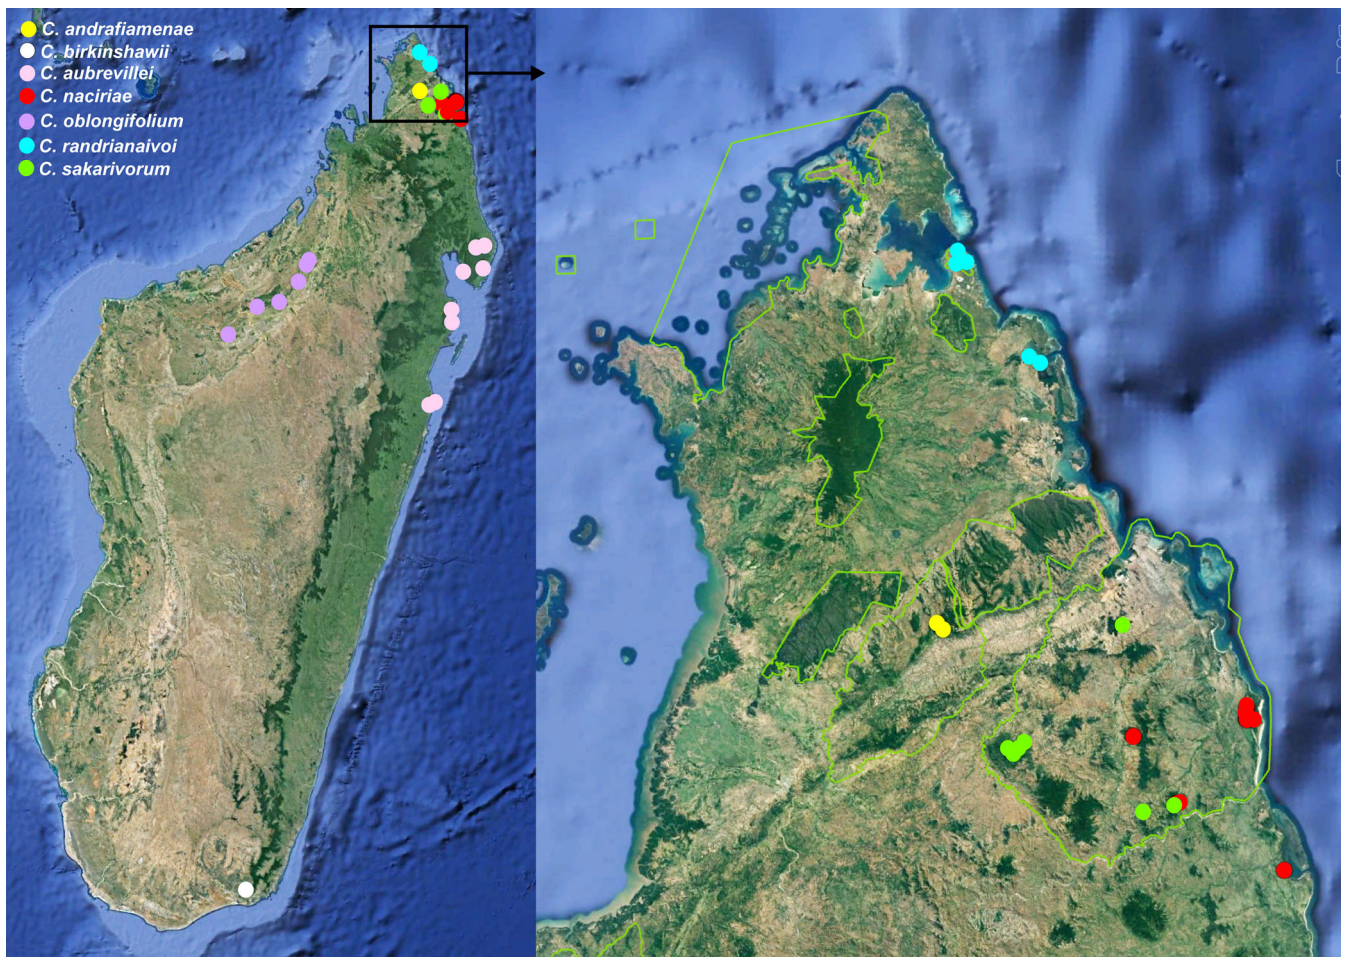 C. andrafiamenae
C. birkinshawii
C. aubrevillei
C. naciriae
C. oblongifolium
C. randrianaivoi
C. sakarivorum